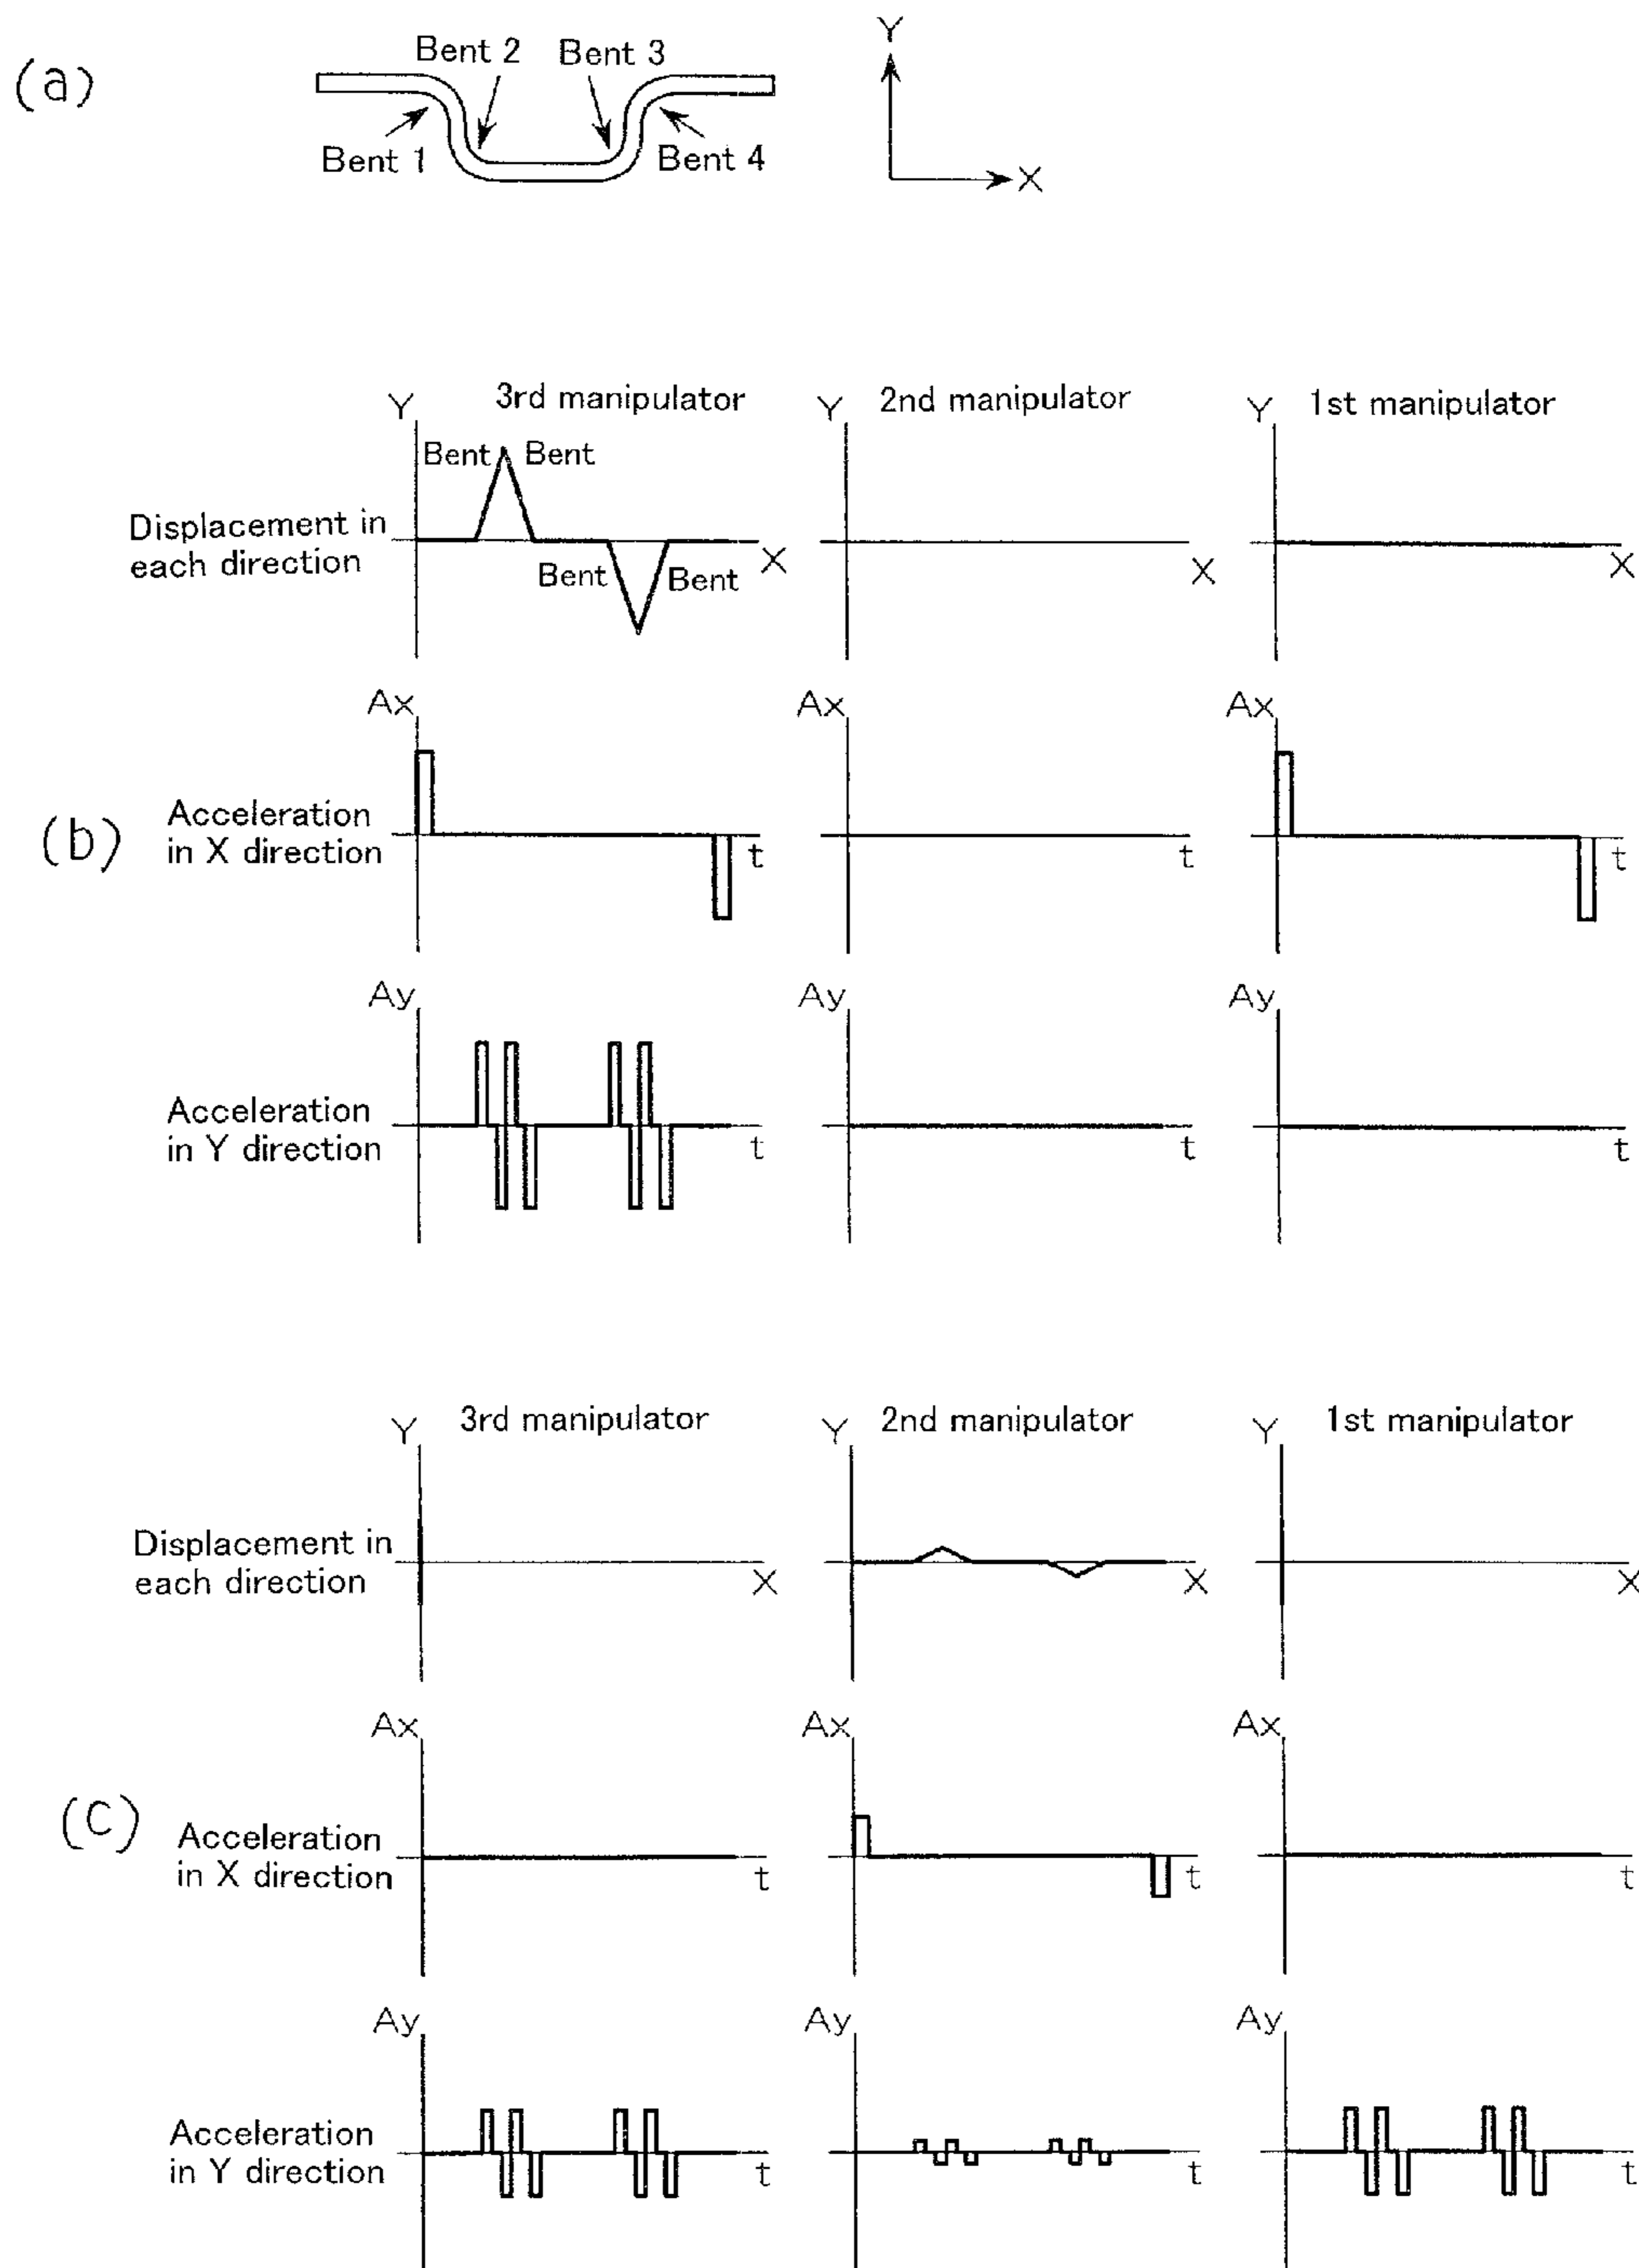 (a)
Bent 2
Bent 3
Bent 1
Bent 4
Y
X
3rd manipulator
2nd manipulator
1st manipulator
Y
Y
Y
Bent
Bent
Displacement in
each direction
Bent
Bent
X
X
X
Ax
Ax
Ax
(b)
Acceleration
in X direction
t
t
t
Ay
Ay
Ay
Acceleration
in Y direction
t
t
t
3rd manipulator
2nd manipulator
1st manipulator
Y
Y
Y
Displacement in
each direction
X
X
X
Ax
Ax
Ax
(C)
Acceleration
in X direction
t
t
t
Ay
Ay
Ay
Acceleration
in Y direction
t
t
t